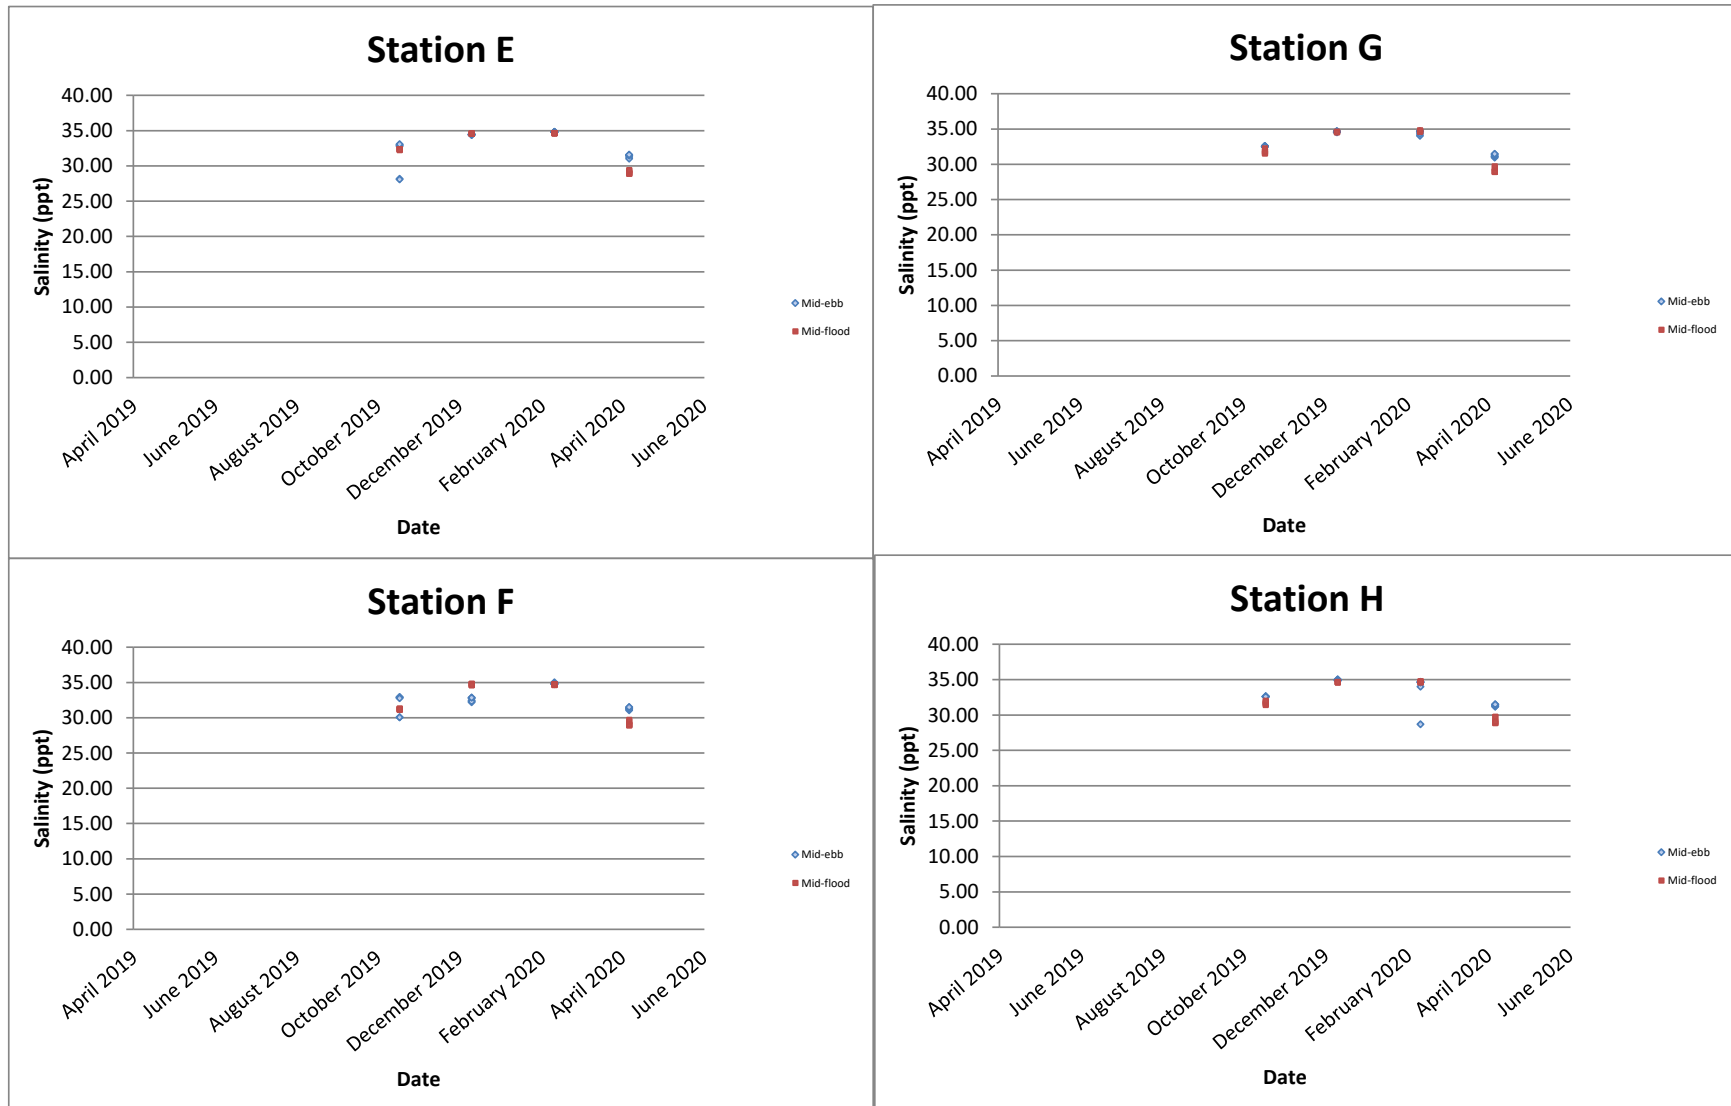 Station E
Salinity (ppt)
40.00
35.00
30.00
25.00
20.00
15.00
10.00
5.00
0.00
April 2019
June 2019
August 2019
October 2019
December 2019
February 2020
April 2020
June 2020
Date
Mid-ebb
Mid-flood
Station G
Salinity (ppt)
40.00
35.00
30.00
25.00
20.00
15.00
10.00
5.00
0.00
April 2019
June 2019
August 2019
October 2019
December 2019
February 2020
April 2020
June 2020
Date
Mid-ebb
Mid-flood
Station F
Salinity (ppt)
40.00
35.00
30.00
25.00
20.00
15.00
10.00
5.00
0.00
April 2019
June 2019
August 2019
October 2019
December 2019
February 2020
April 2020
June 2020
Date
Mid-ebb
Mid-flood
Station H
Salinity (ppt)
40.00
35.00
30.00
25.00
20.00
15.00
10.00
5.00
0.00
April 2019
June 2019
August 2019
October 2019
December 2019
February 2020
April 2020
June 2020
Date
Mid-ebb
Mid-flood